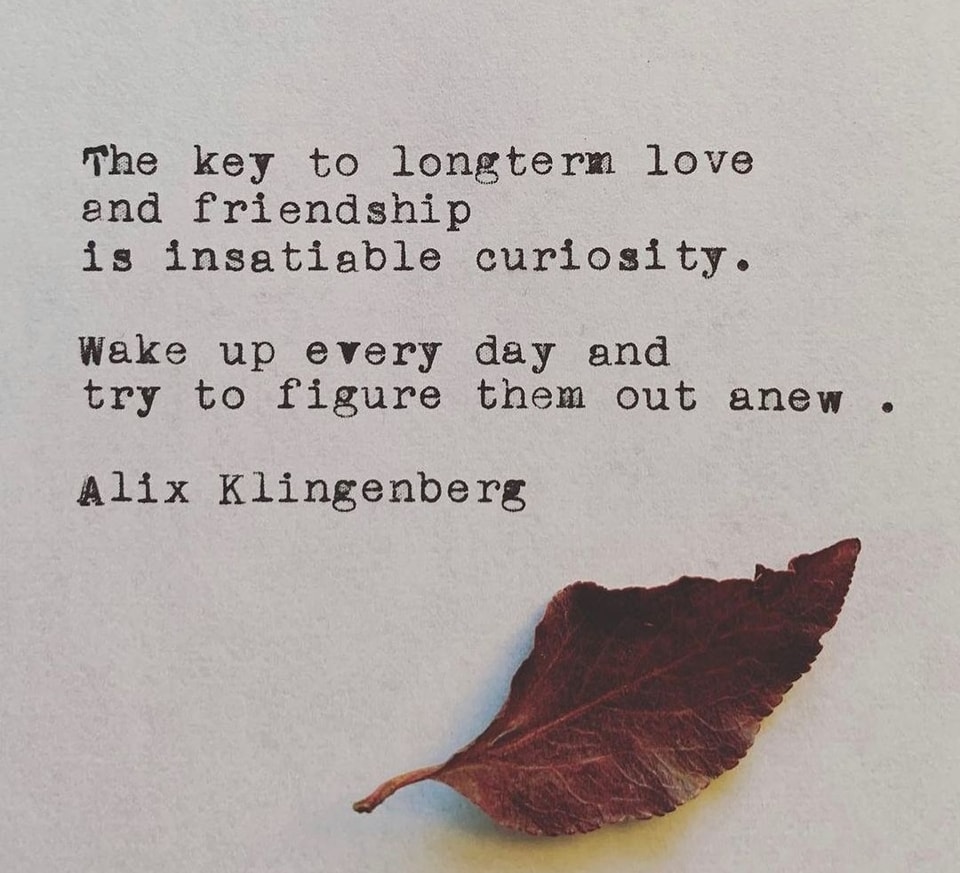 The key to longterm love
and friendship
is insatiable curiosity.
Wake up every day and
try to figure them out anew .
Alix Klingenberg